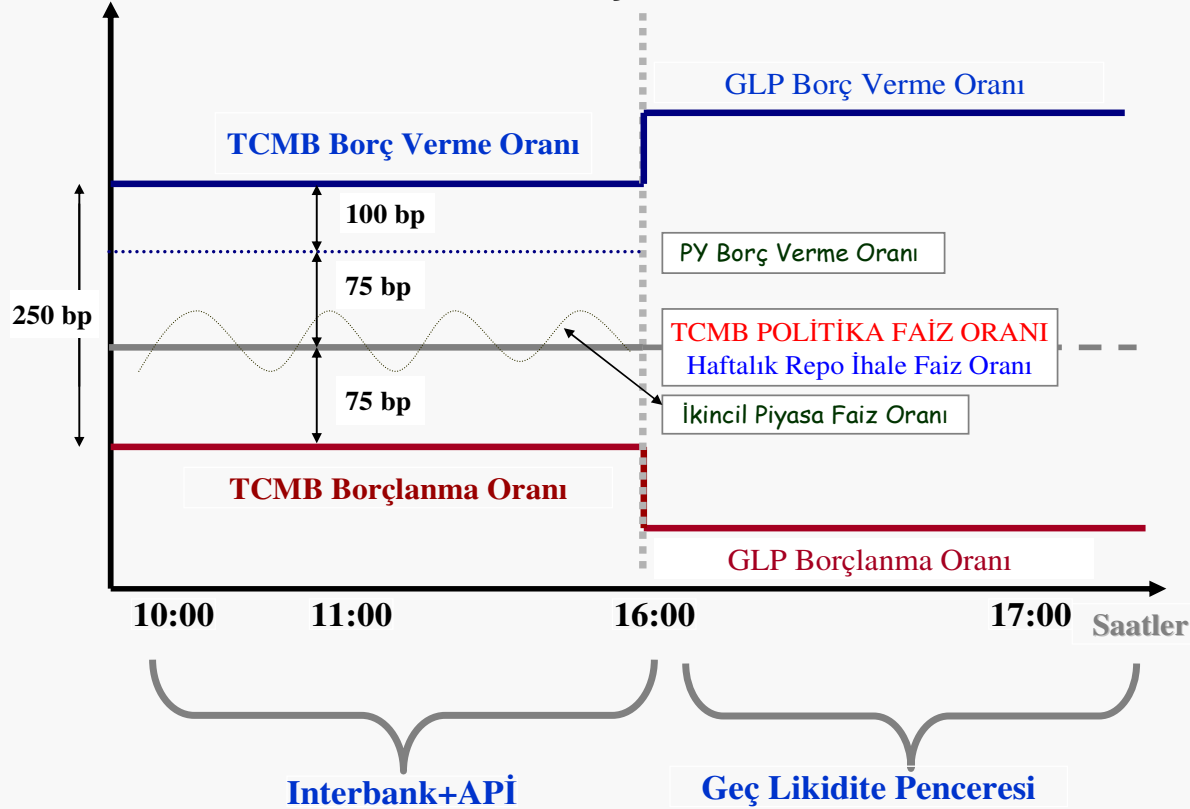 GLP Borç Verme Oranı
TCMB Borç Verme Oranı
100 bp
PY Borç Verme Oranı
75 bp
250 bp
TCMB POLİTİKA FAİZ ORANI
Haftalık Repo İhale Faiz Oranı
75 bp
İkincil Piyasa Faiz Oranı
TCMB Borçlanma Oranı
GLP Borçlanma Oranı
10:00
11:00
16:00
17:00
Saatler
Interbank+APİ
Geç Likidite Penceresi